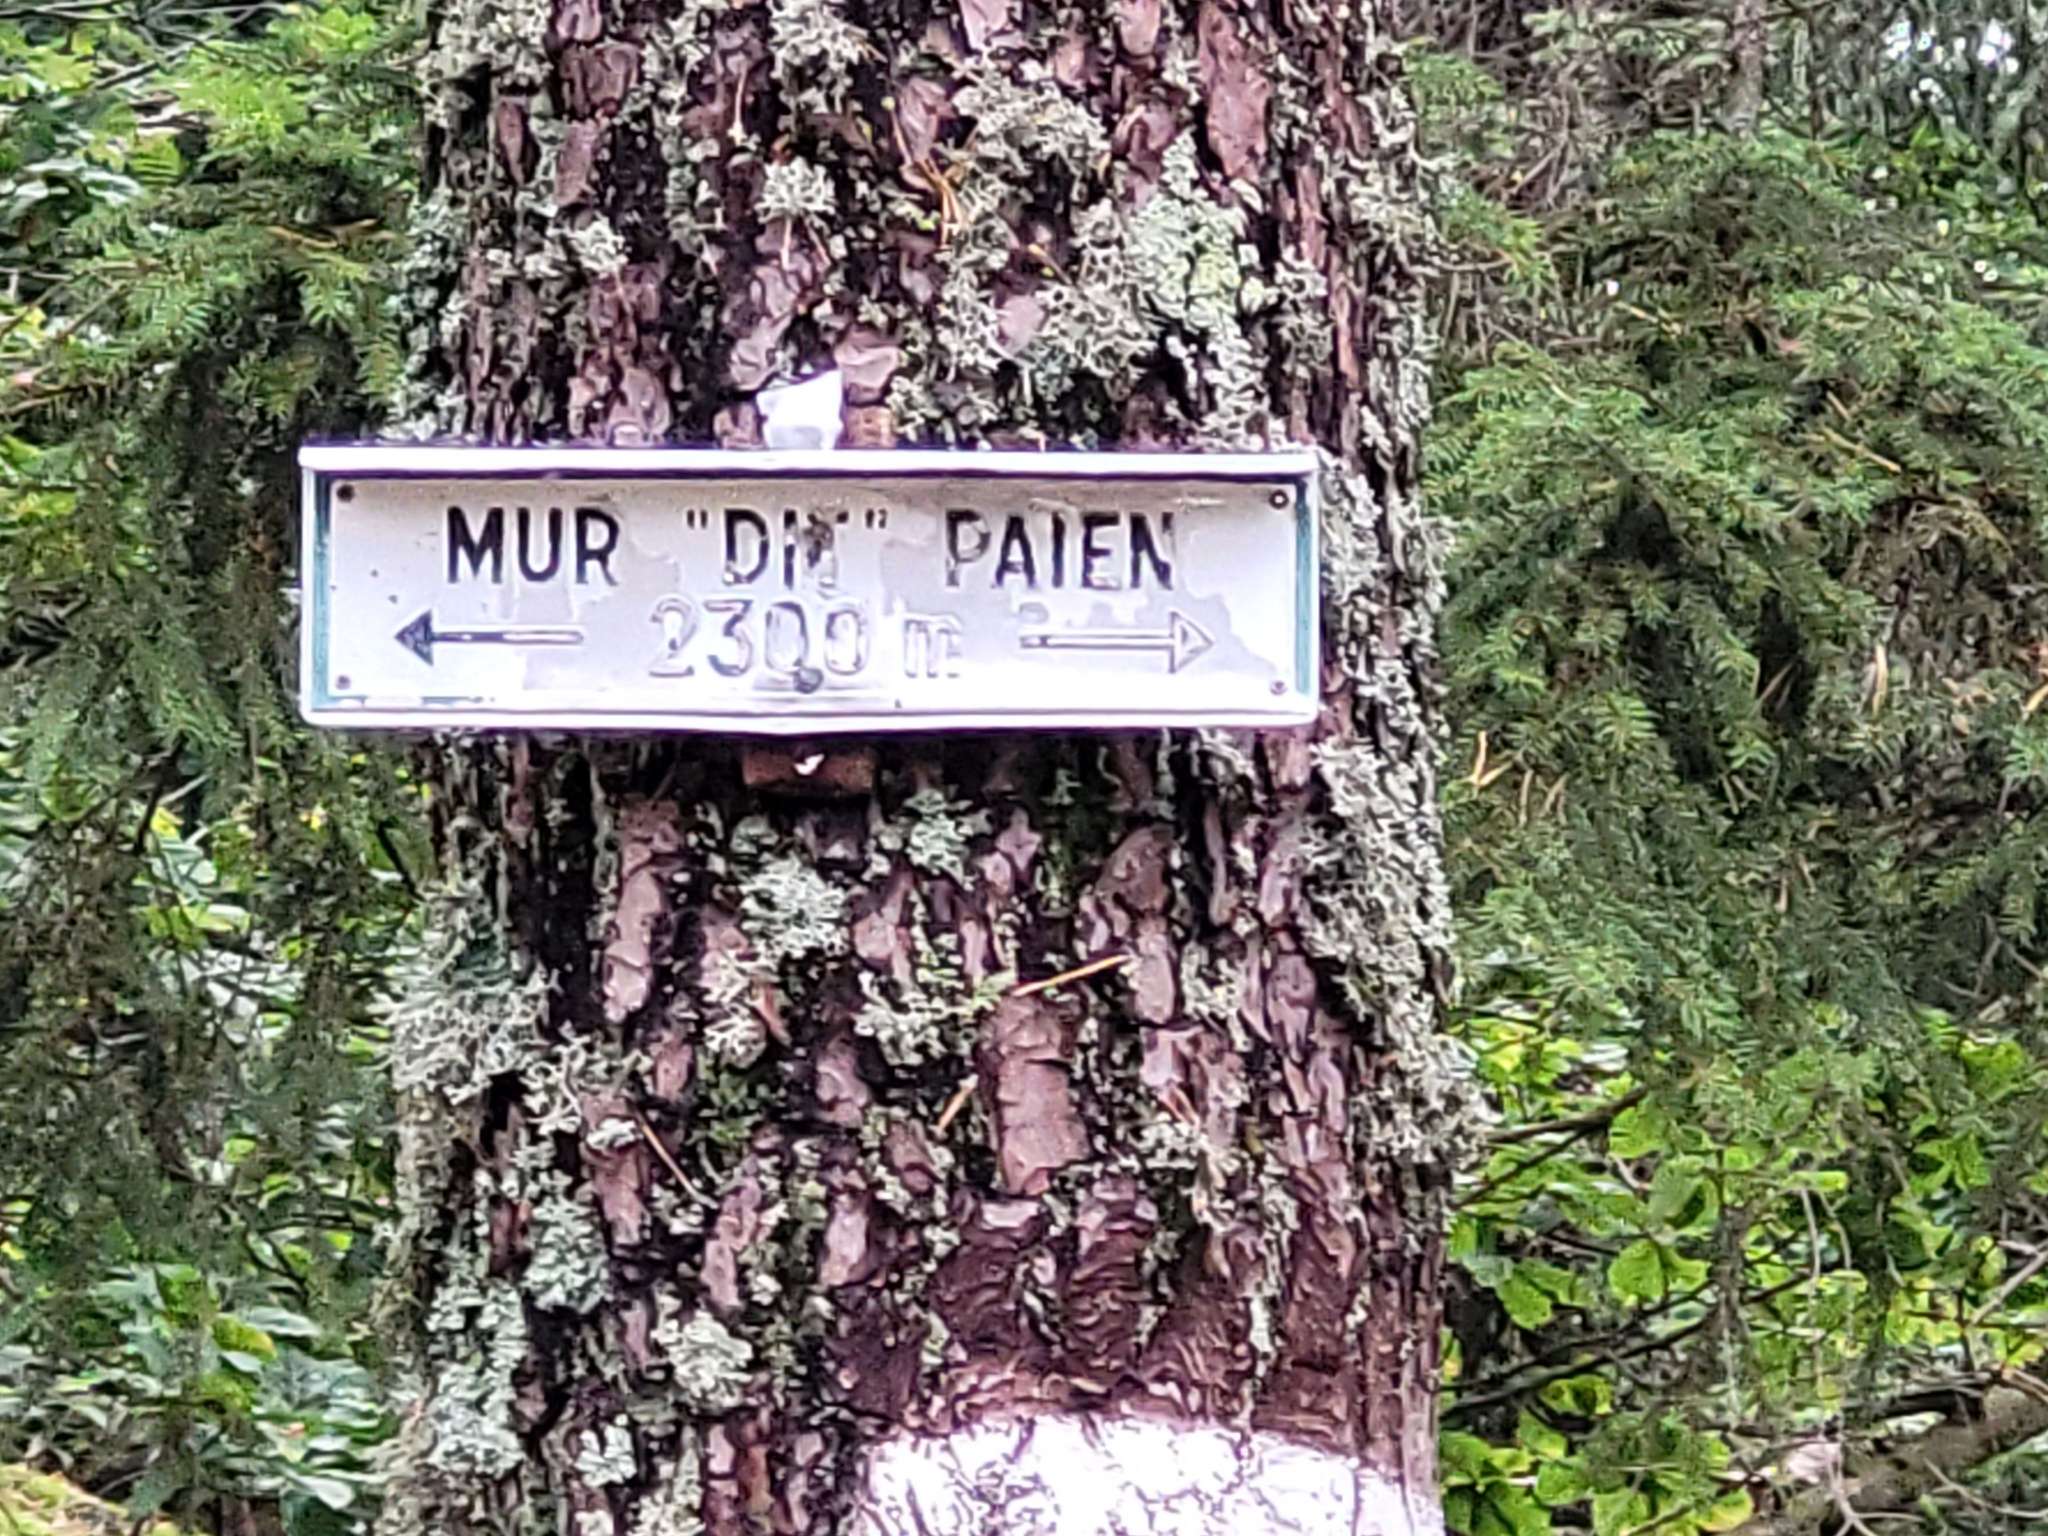 MUR "DIT" PAIEN
← 2300 m →